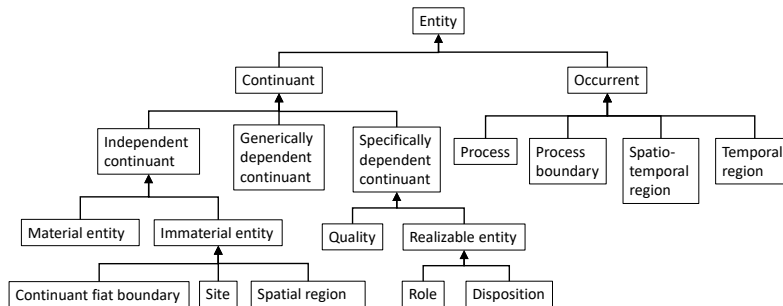 Entity
Continuant
Occurrent
Independent
continuant
Generically
dependent
continuant
Specifically
dependent
continuant
Process
Process
boundary
Spatio-
temporal
region
Temporal
region
Material entity
Immaterial entity
Quality
Realizable entity
Continuant fiat boundary
Site
Spatial region
Role
Disposition